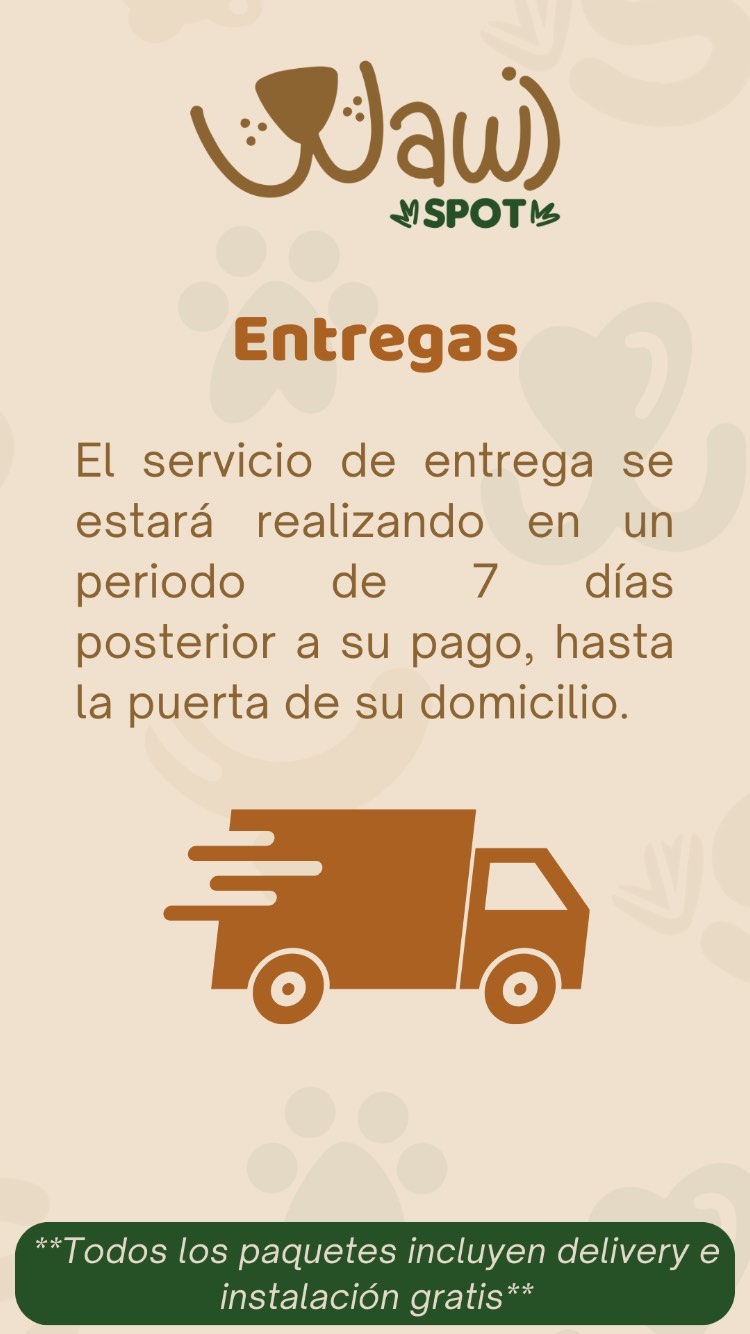 Wawi
SPOT
Entregas
El servicio de entrega se
estará realizando en un
periodo de 7 días
posterior a su pago, hasta
la puerta de su domicilio.
**Todos los paquetes incluyen delivery e
instalación gratis**